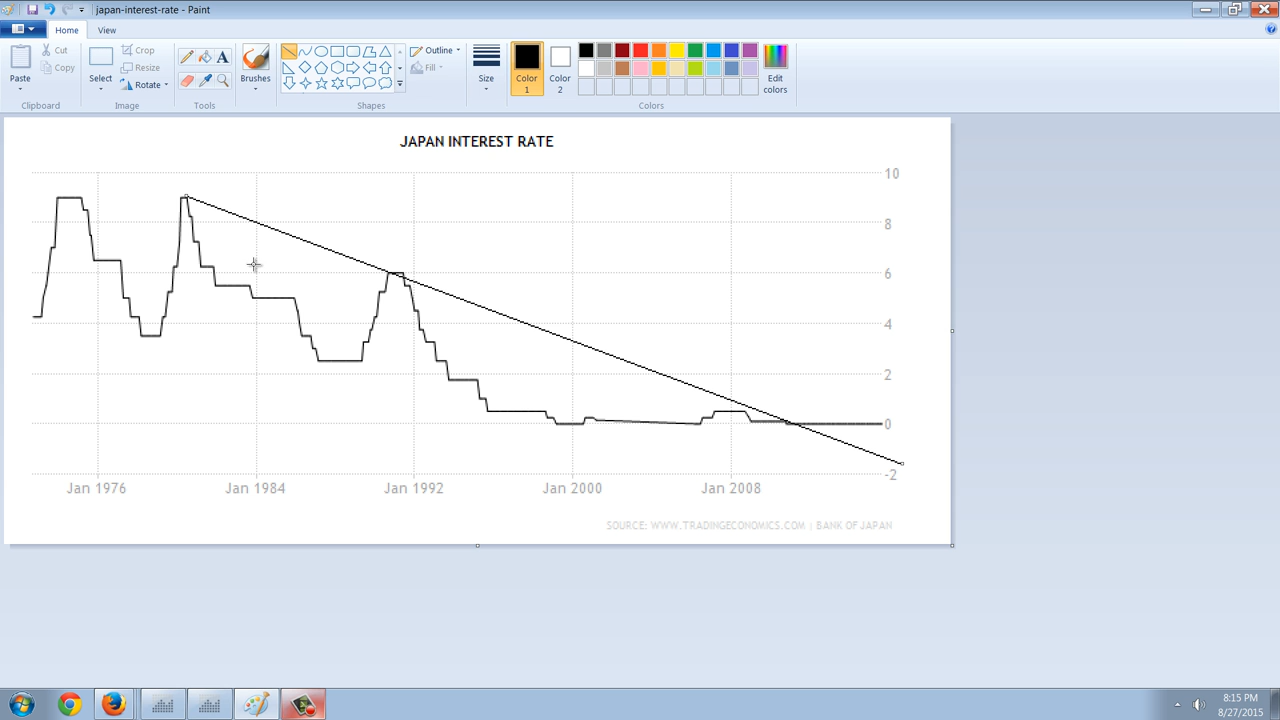 japan-interest-rate - Paint
Home View
Paste
Cut
Copy
Clipboard
Select
Crop
Resize
Rotate
Image
A
Tools
Brushes
Outline
Fill
Shapes
Size
Color 1
Color 2
Edit colors
Colors
JAPAN INTEREST RATE
10
8
6
4
2
0
-2
Jan 1976 Jan 1984 Jan 1992 Jan 2000 Jan 2008
SOURCE: WWW.TRADINGECONOMICS.COM | BANK OF JAPAN
8:15 PM
8/27/2015